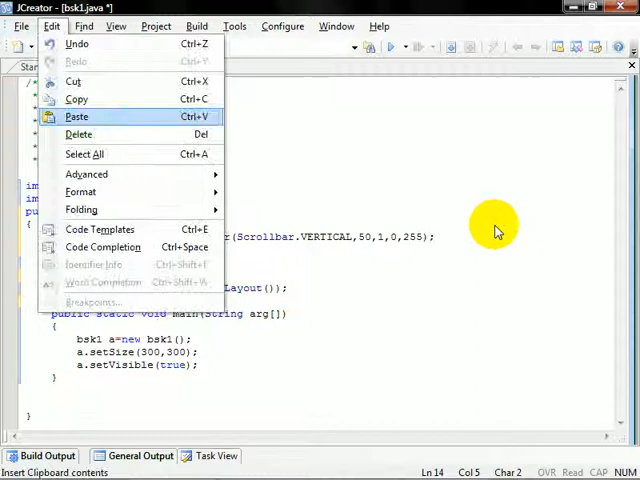 JCreator - [bsk1.java *]
File Edit Find View Project Build Tools Configure Window Help
Undo Ctrl+Z
Redo Ctrl+Y
Cut Ctrl+X
Copy Ctrl+C
Paste Ctrl+V
Delete Del
Select All Ctrl+A
Advanced
Format
Folding
Code Templates Ctrl+E
Code Completion Ctrl+Space
Identifier Info Ctrl+Shift+F
Word Completion Ctrl+Shift+
Breakpoints...
Star
/*
*
*
*
*
im
im
pu
{
r(Scrollbar.VERTICAL,50,1,0,255);
Layout());
public static void main(String arg[])
{
bsk1 a=new bsk1();
a.setSize(300,300);
a.setVisible(true);
}
}
Build Output General Output Task View
Insert Clipboard contents Ln 14 Col 5 Char 2 OVR Read CAP NUM